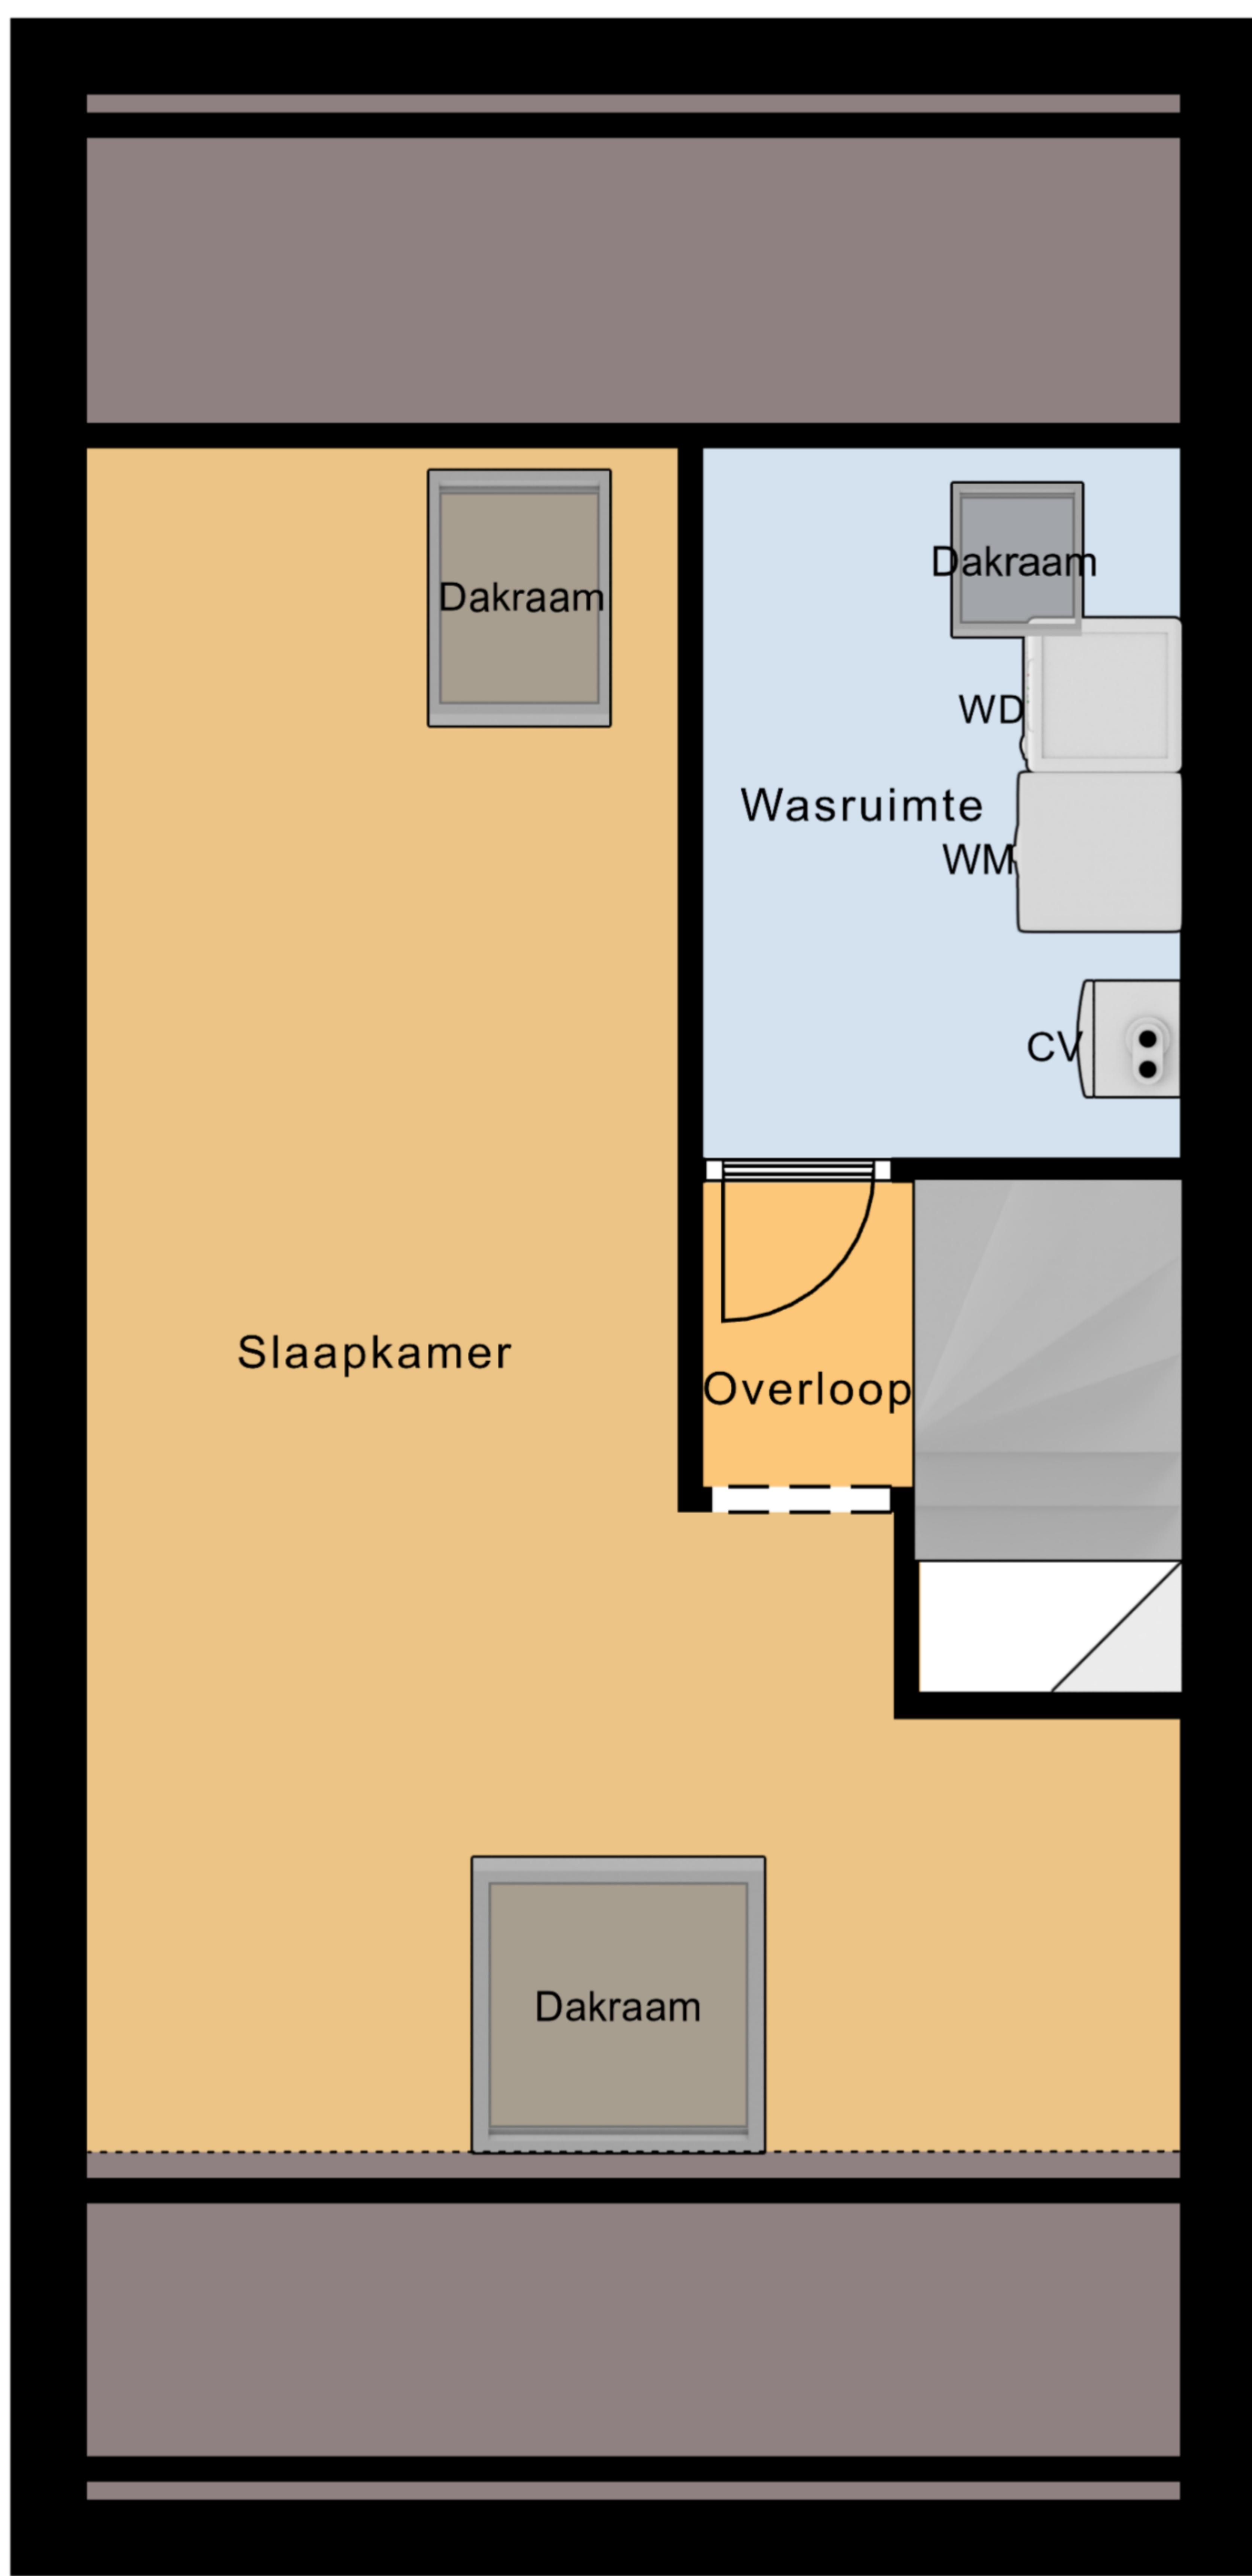 Dakraam
Dakraam
WD
Wasruimte
WM
CV
Slaapkamer
Overloop
Dakraam